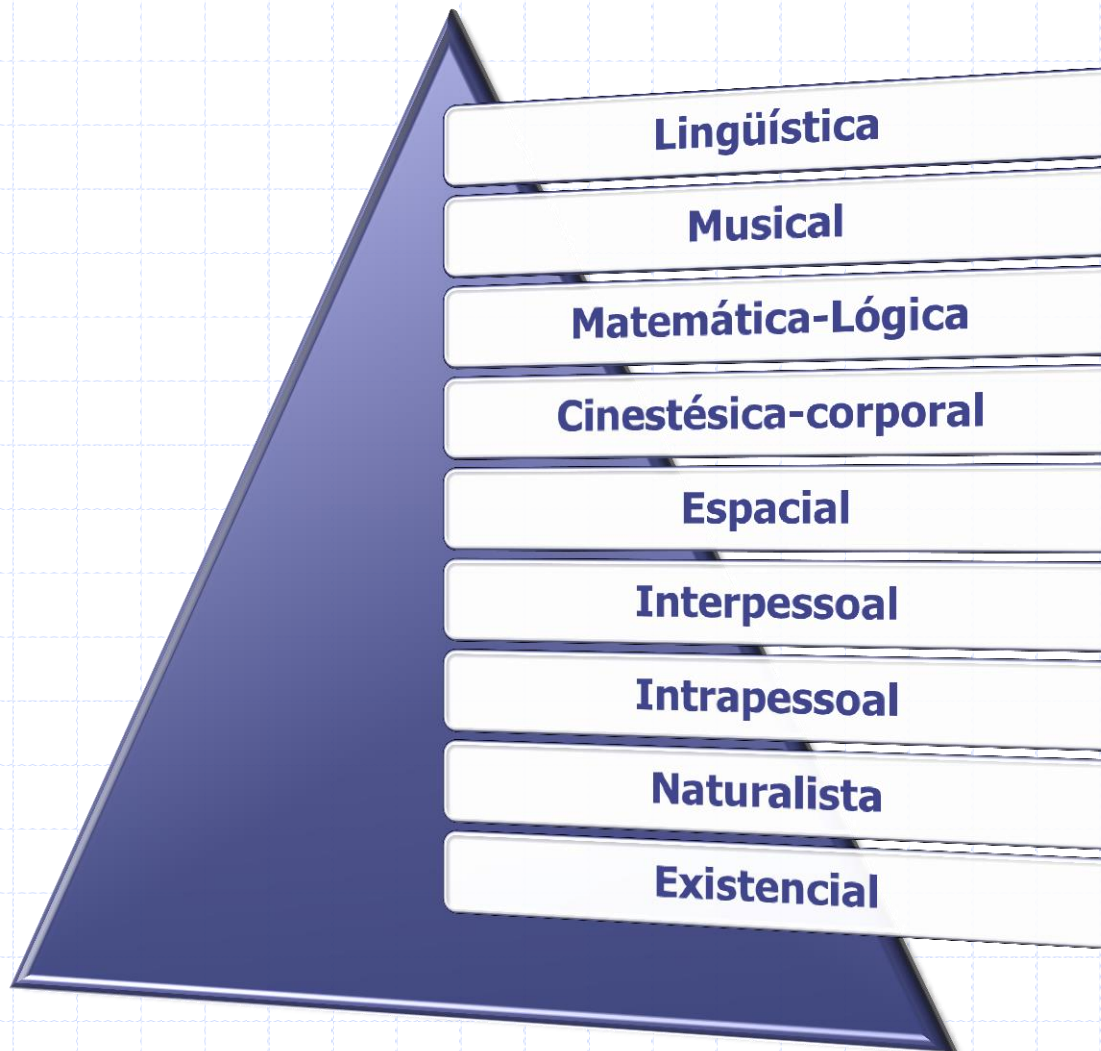 Lingüística
Musical
Matemática-Lógica
Cinestésica-corporal
Espacial
Interpessoal
Intrapessoal
Naturalista
Existencial